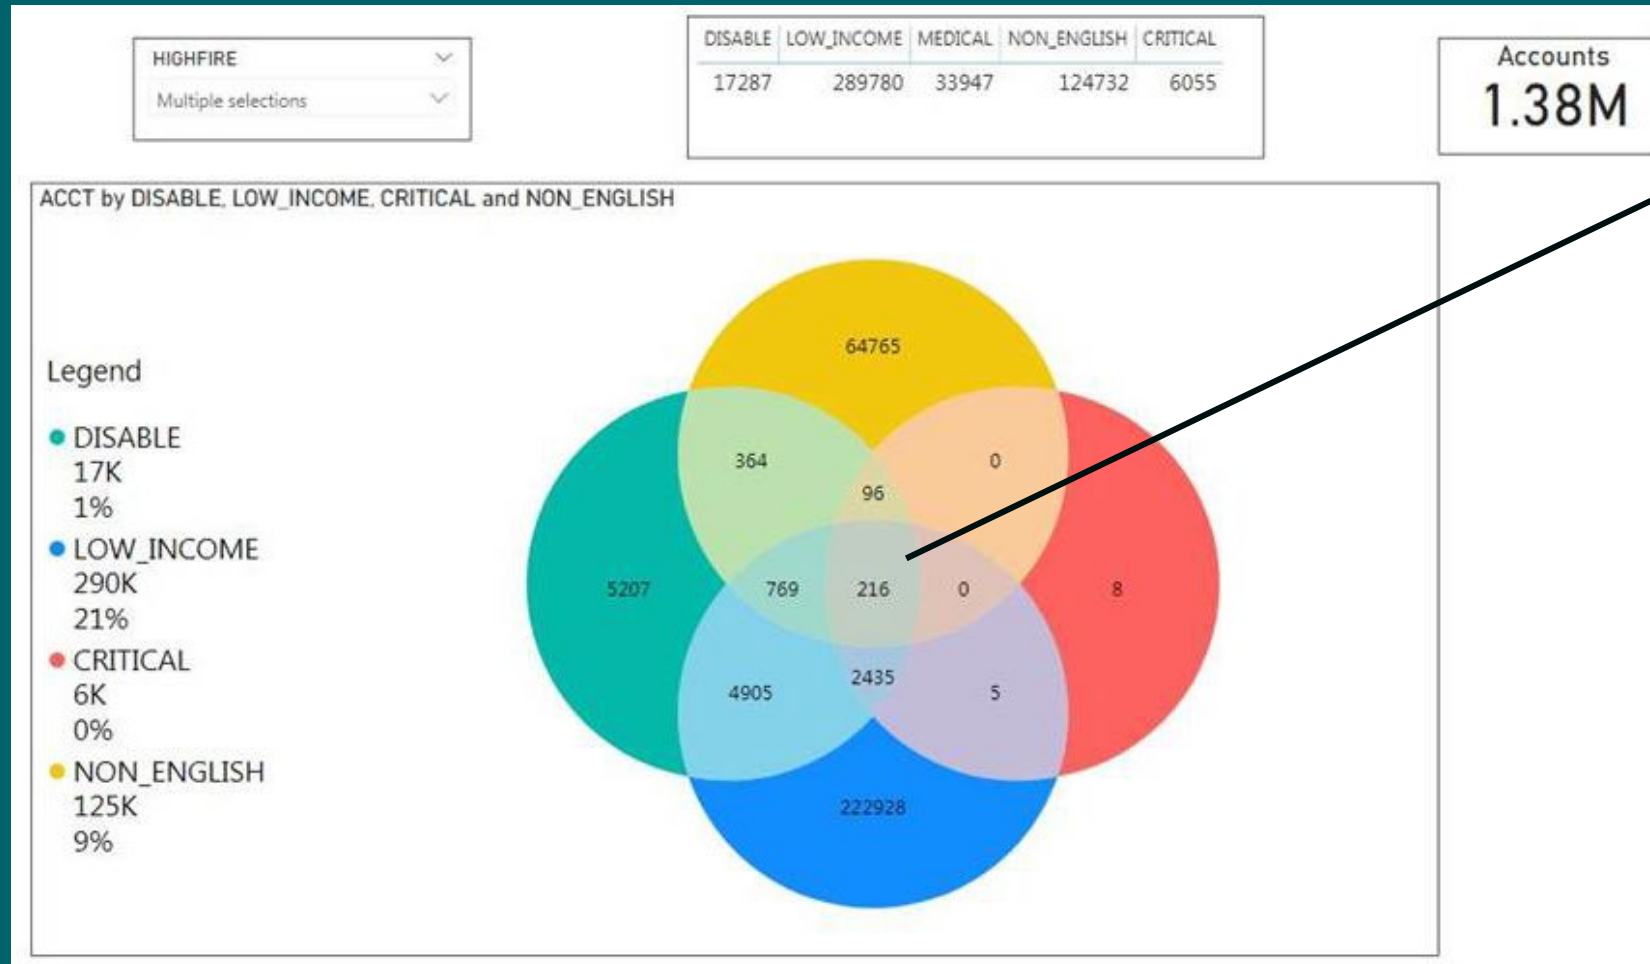 HIGHFIRE
Multiple selections
DISABLE LOW_INCOME MEDICAL NON_ENGLISH CRITICAL
17287 289780 33947 124732 6055
Accounts
1.38M
ACCT by DISABLE, LOW_INCOME, CRITICAL and NON_ENGLISH
Legend
DISABLE
17K
1%
LOW_INCOME
290K
21%
CRITICAL
6K
0%
NON_ENGLISH
125K
9%
64765
364
0
96
5207
769
216
0
8
4905
2435
5
222928